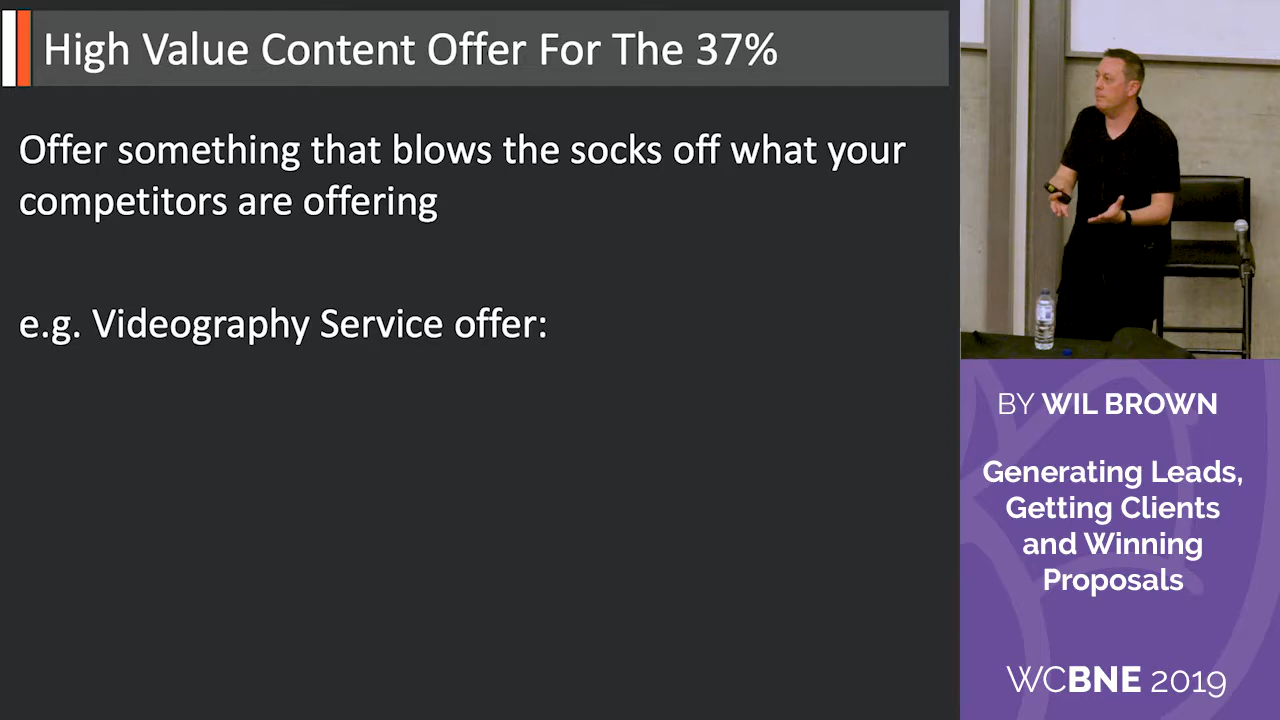 High Value Content Offer For The 37%
Offer something that blows the socks off what your
competitors are offering
e.g. Videography Service offer:
BY WIL BROWN
Generating Leads,
Getting Clients
and Winning
Proposals
WCBNE 2019